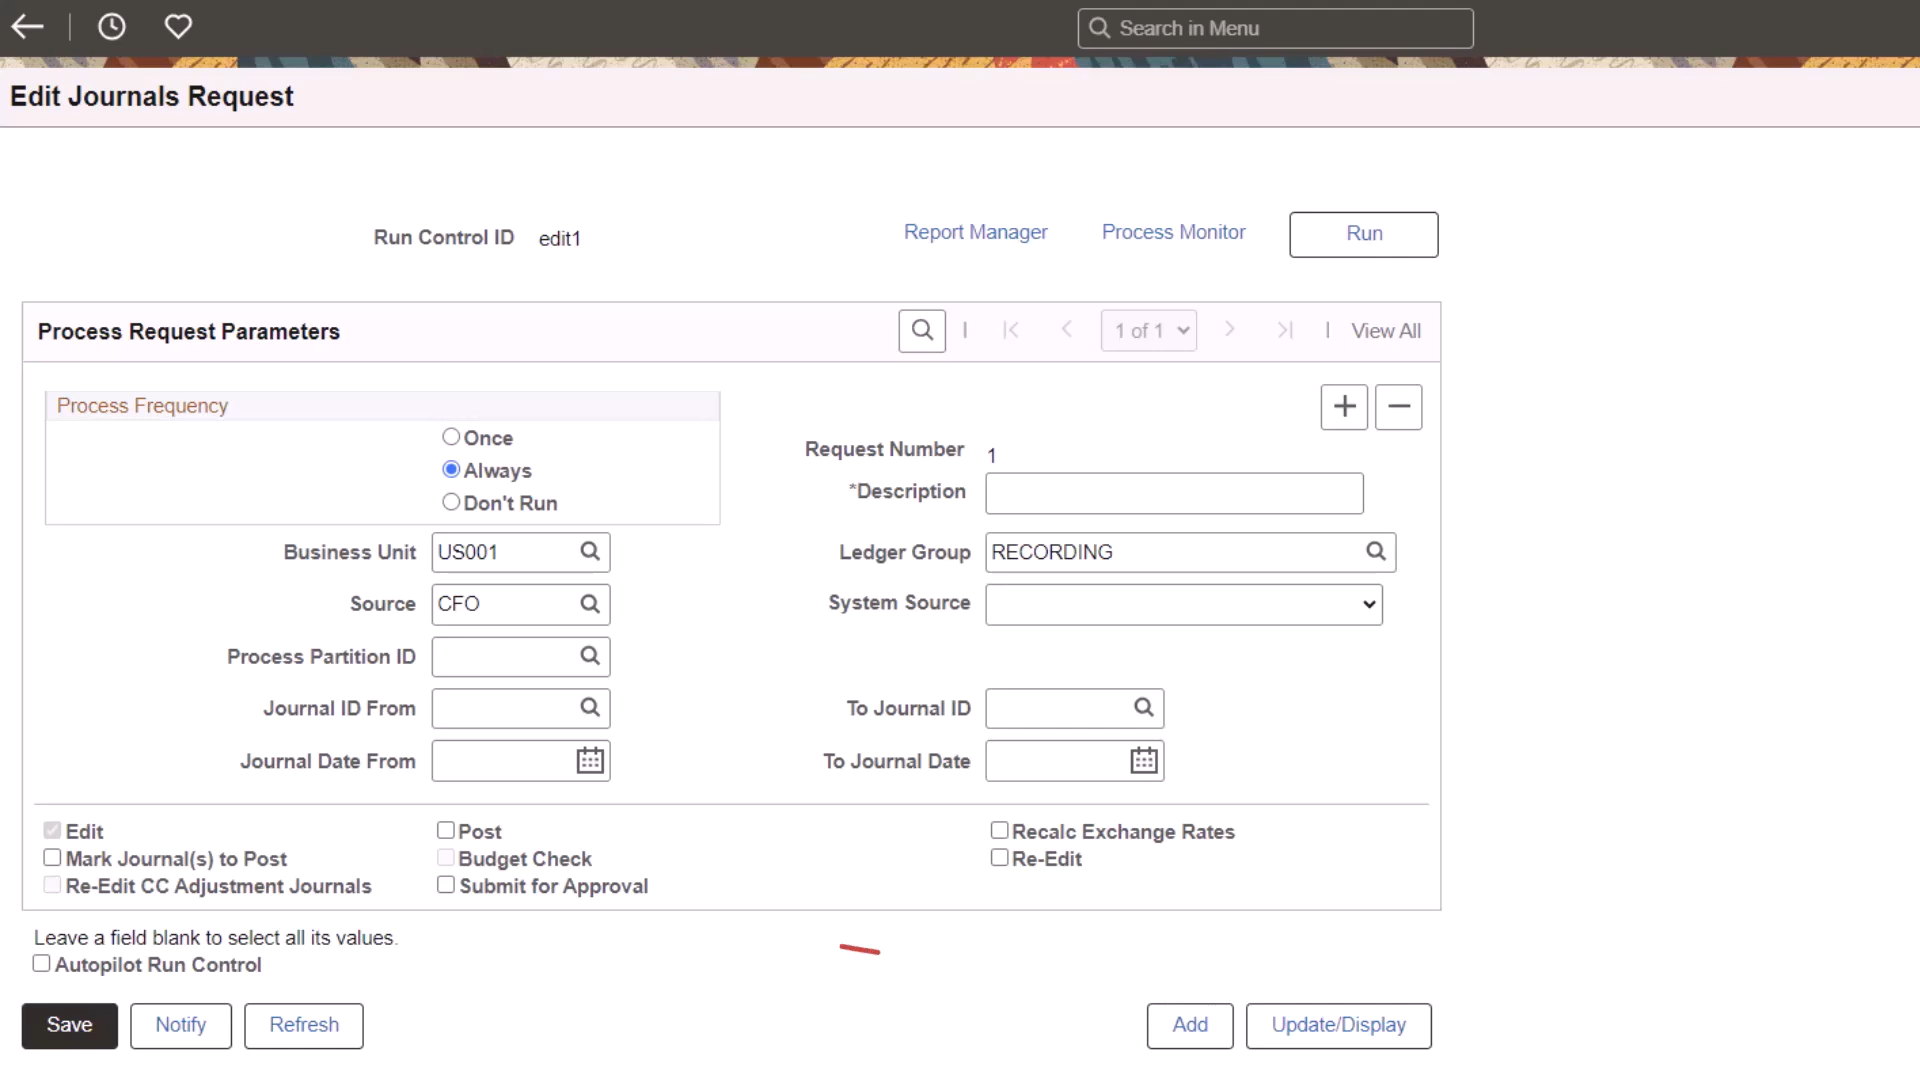 Search in Menu
Edit Journals Request
Run Control ID edit1 Report Manager Process Monitor Run
Process Request Parameters 1 of 1 View All
Process Frequency
Once
Always
Don't Run
Request Number 1
*Description
Business Unit US001 Ledger Group RECORDING
Source CFO System Source
Process Partition ID
Journal ID From To Journal ID
Journal Date From To Journal Date
Edit Post Recalc Exchange Rates
Mark Journal(s) to Post Budget Check Re-Edit
Re-Edit CC Adjustment Journals Submit for Approval
Leave a field blank to select all its values.
Autopilot Run Control
Save Notify Refresh Add Update/Display